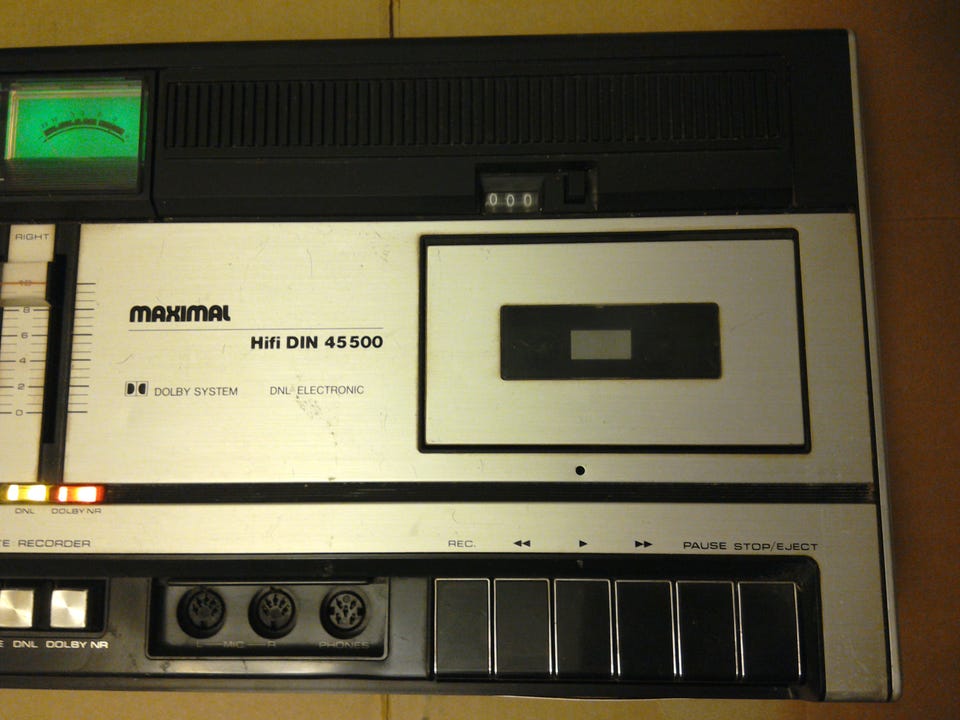 000
RIGHT
10
8
6
4
2
0
MAXIMAL
Hifi DIN 45500
DOLBY SYSTEM DNL ELECTRONIC
DNL DOLBY NR
RECORDER
REC. ◀◀ ▶ ▶▶ PAUSE STOP/EJECT
DNL DOLBY NR
L MIC R PHONES